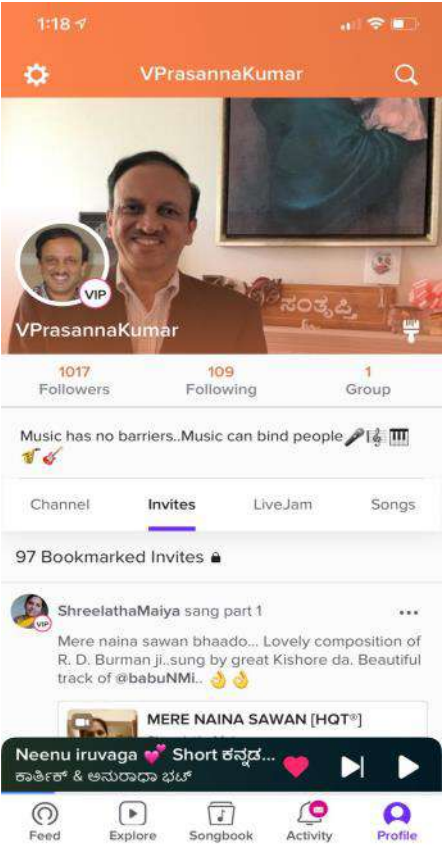 1:18
VPrasannaKumar
ಸಂತೃಪ್ತಿ
VIP
VPrasannaKumar
1017 109 1
Followers Following Group
Music has no barriers..Music can bind people
Channel Invites LiveJam Songs
97 Bookmarked Invites
ShreelathaMaiya sang part 1
VIP
Mere naina sawan bhaado... Lovely composition of
R. D. Burman ji..sung by great Kishore da. Beautiful
track of @babuNMi..
MERE NAINA SAWAN [HQT®]
Neenu iruvaga 💕 Short ಕನ್ನಡ...
ಕಾರ್ತಿಕ್ & ಅನುರಾಧಾ ಭಟ್
Feed Explore Songbook Activity Profile